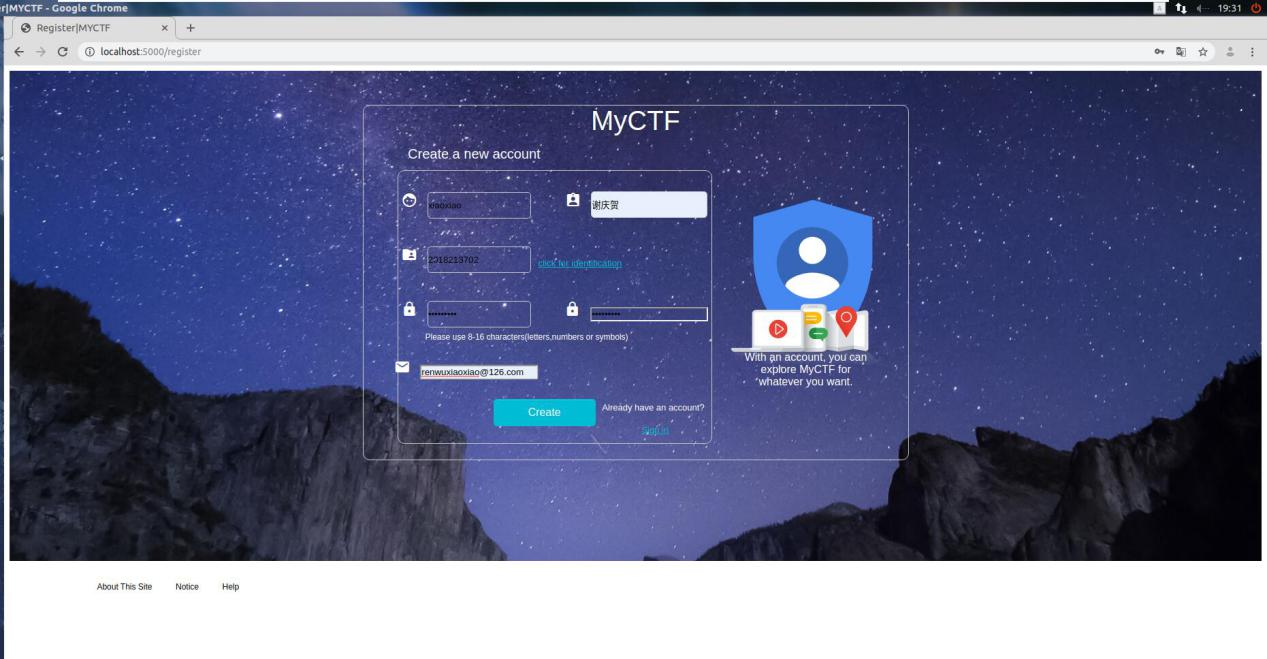 r|MYCTF - Google Chrome
19:31
Register|MYCTF
localhost:5000/register
MyCTF
Create a new account
xiaoxiao
谢庆贺
2018213702
click for identification
•••••••••
•••••••••
Please use 8-16 characters(letters,numbers or symbols)
renwuxiaoxiao@126.com
Create
Already have an account?
Sign in
With an account, you can
explore MyCTF for
whatever you want.
About This Site
Notice
Help